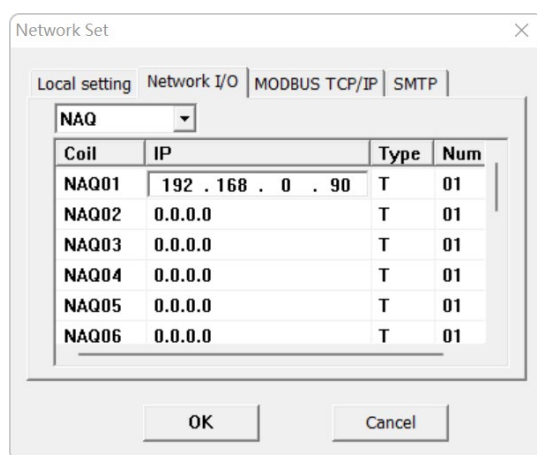 Network Set
Local setting Network I/O MODBUS TCP/IP SMTP
NAQ
Coil IP Type Num
NAQ01 192 . 168 . 0 . 90 T 01
NAQ02 0.0.0.0 T 01
NAQ03 0.0.0.0 T 01
NAQ04 0.0.0.0 T 01
NAQ05 0.0.0.0 T 01
NAQ06 0.0.0.0 T 01
OK Cancel